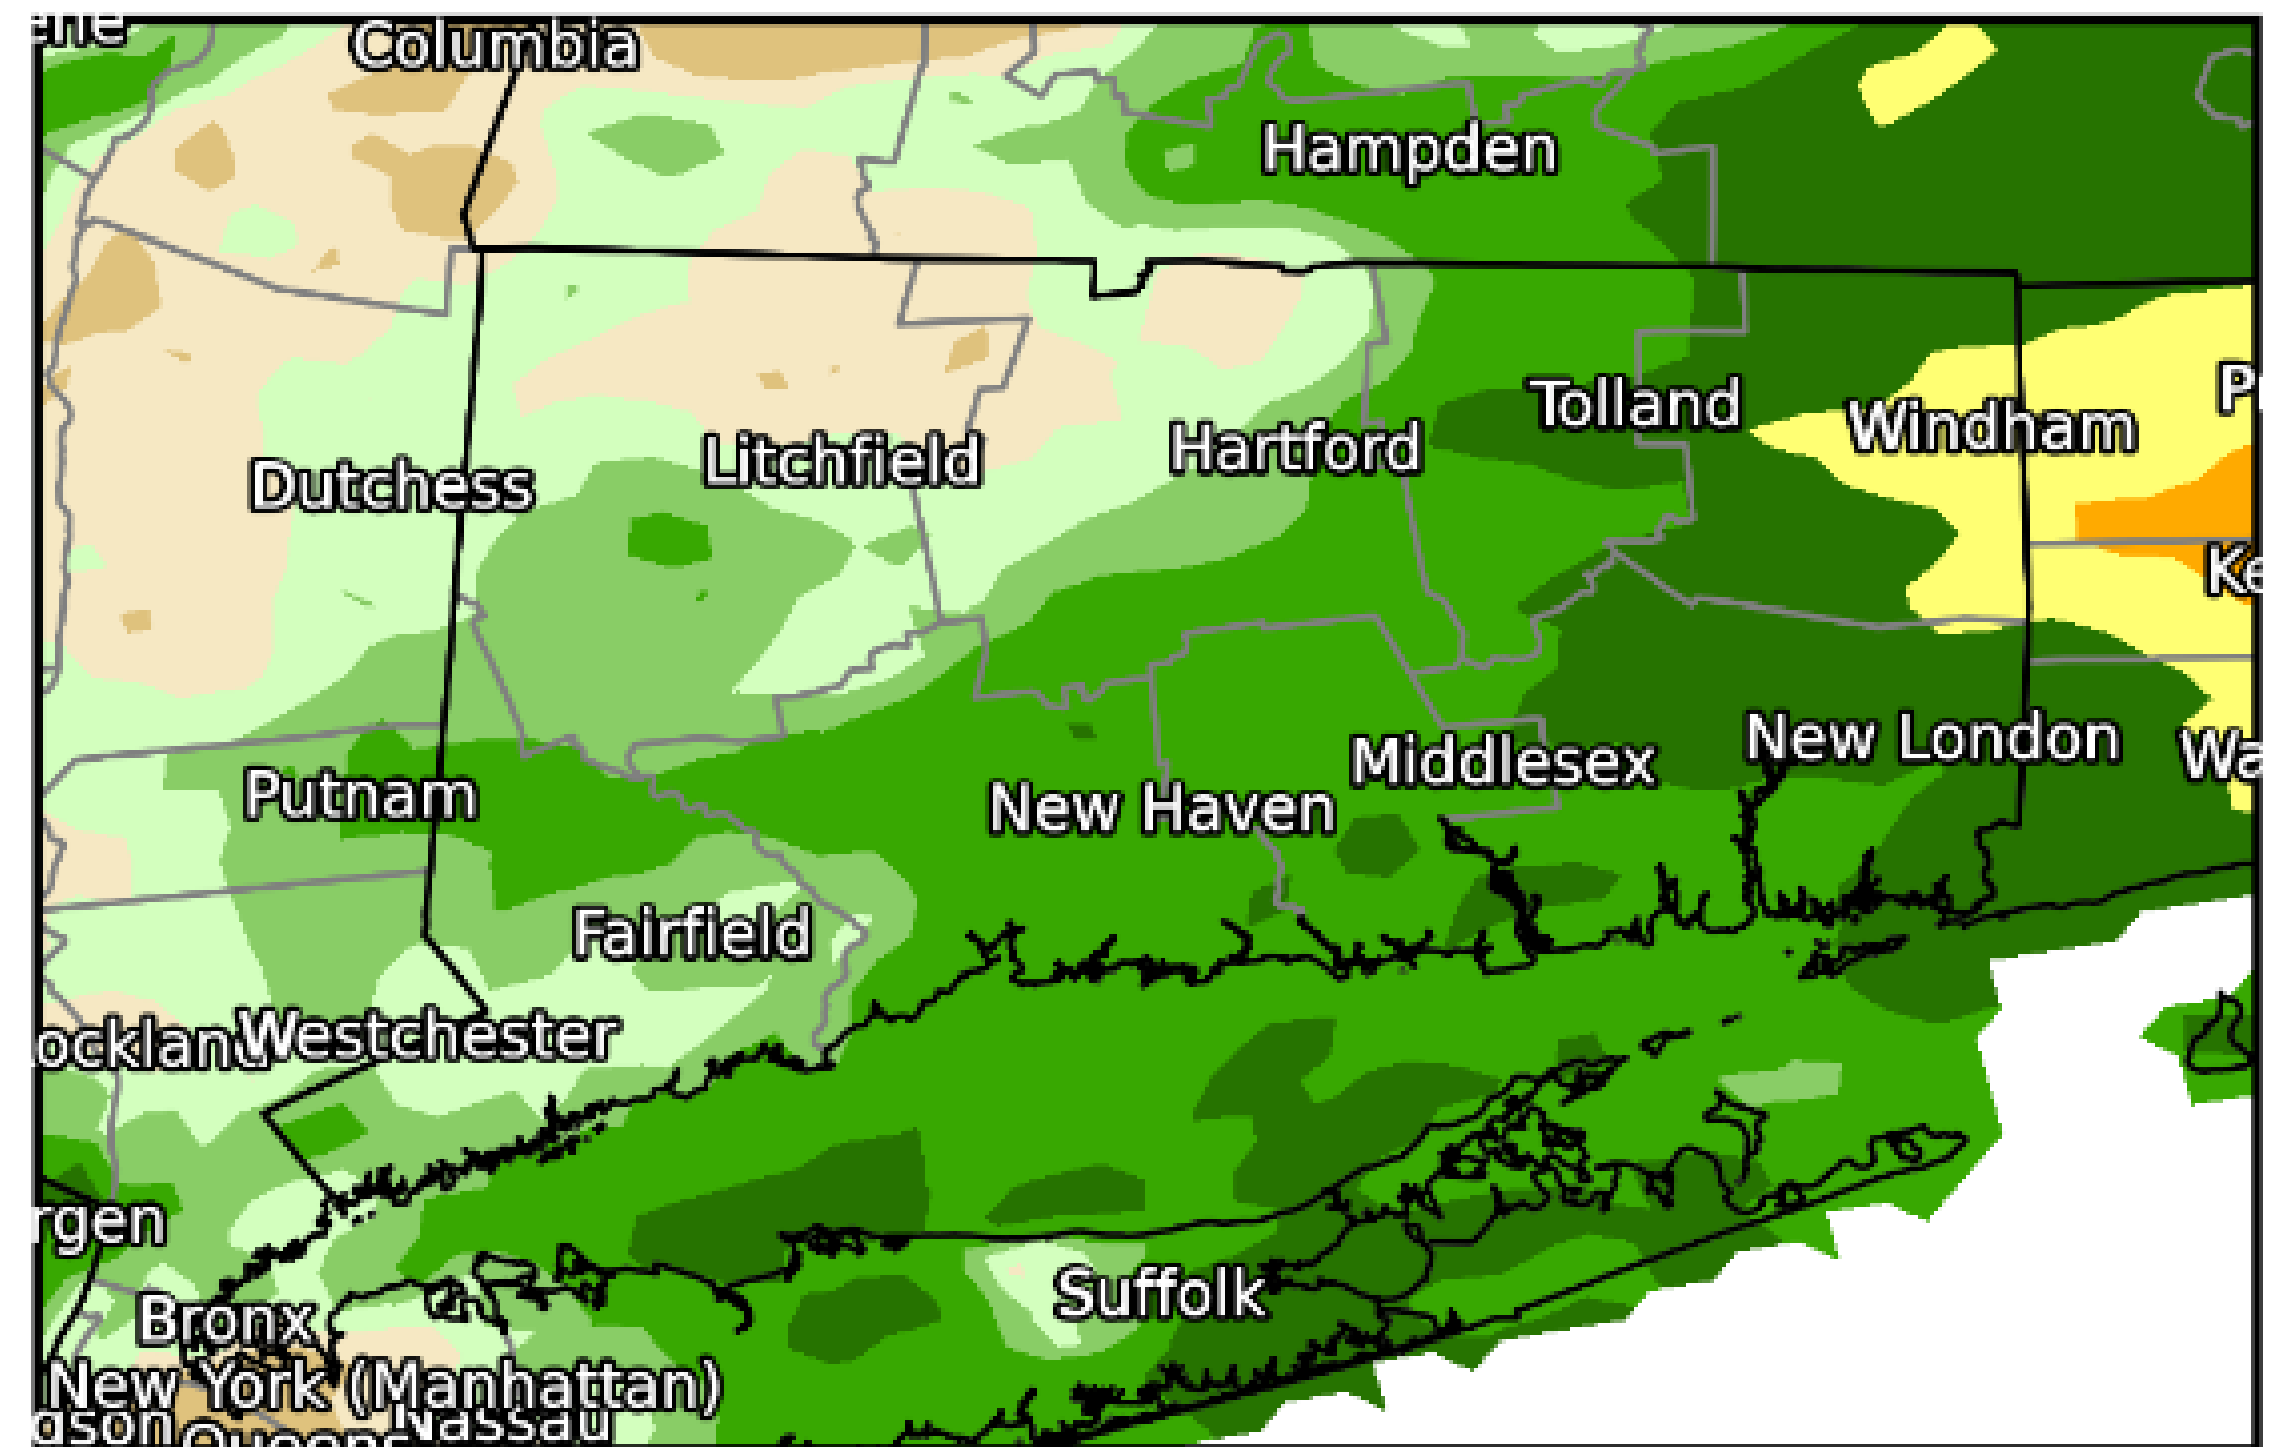 Columbia
Hampden
Tolland
Windham
Hartford
Litchfield
Dutchess
New London
Middlesex
Putnam
New Haven
Fairfield
Westchester
Suffolk
Bronx
New York (Manhattan)
Nassau